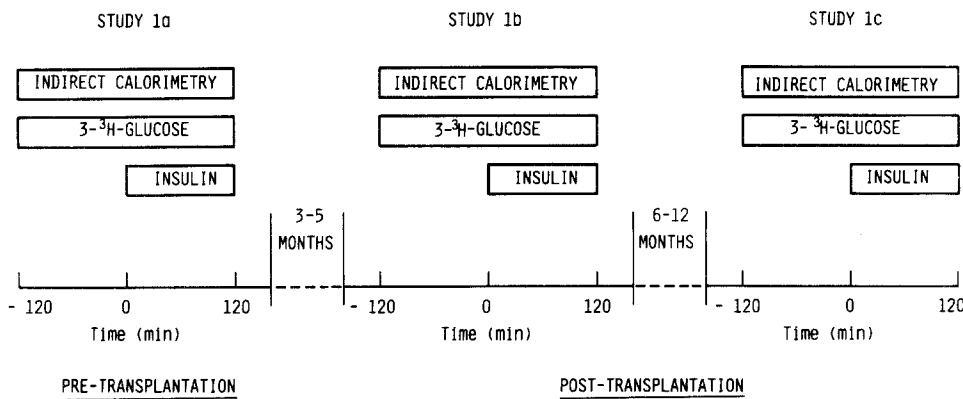 STUDY 1a STUDY 1b STUDY 1c
INDIRECT CALORIMETRY INDIRECT CALORIMETRY INDIRECT CALORIMETRY
3-³H-GLUCOSE 3-³H-GLUCOSE 3- ³H-GLUCOSE
INSULIN INSULIN INSULIN
3-5 6-12
MONTHS MONTHS
- 120 0 120 - 120 0 120 - 120 0 120
Time (min) Time (min) Time (min)
PRE-TRANSPLANTATION POST-TRANSPLANTATION